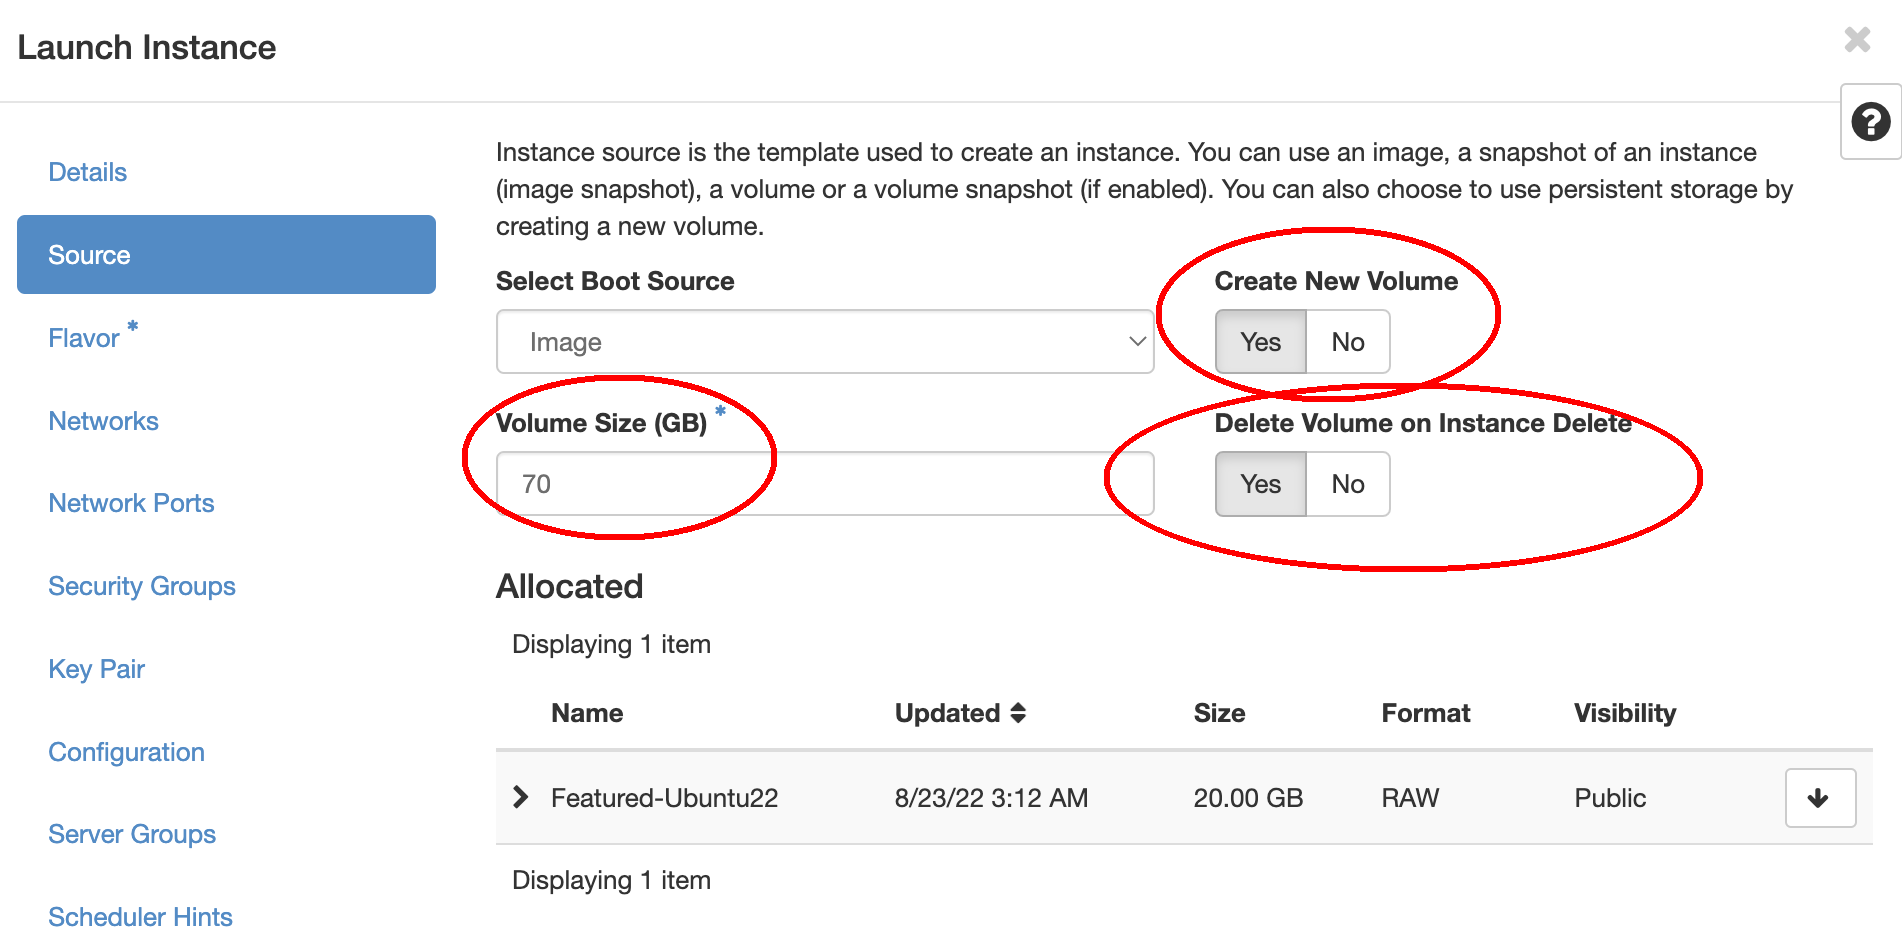 Launch Instance
Details
Source
Flavor *
Networks
Network Ports
Security Groups
Key Pair
Configuration
Server Groups
Scheduler Hints
Instance source is the template used to create an instance. You can use an image, a snapshot of an instance
(image snapshot), a volume or a volume snapshot (if enabled). You can also choose to use persistent storage by
creating a new volume.
Select Boot Source
Image
Create New Volume
Yes No
Volume Size (GB) *
70
Delete Volume on Instance Delete
Yes No
Allocated
Displaying 1 item
Name Updated Size Format Visibility
Featured-Ubuntu22 8/23/22 3:12 AM 20.00 GB RAW Public
Displaying 1 item